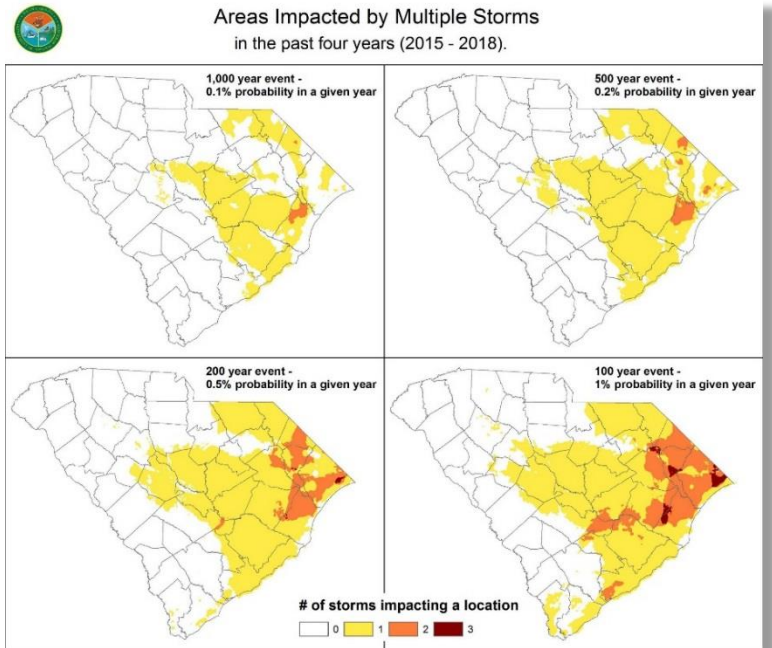 Areas Impacted by Multiple Storms
in the past four years (2015 - 2018).
1,000 year event -
0.1% probability in a given year
500 year event -
0.2% probability in a given year
200 year event -
0.5% probability in a given year
100 year event -
1% probability in a given year
# of storms impacting a location
0 1 2 3